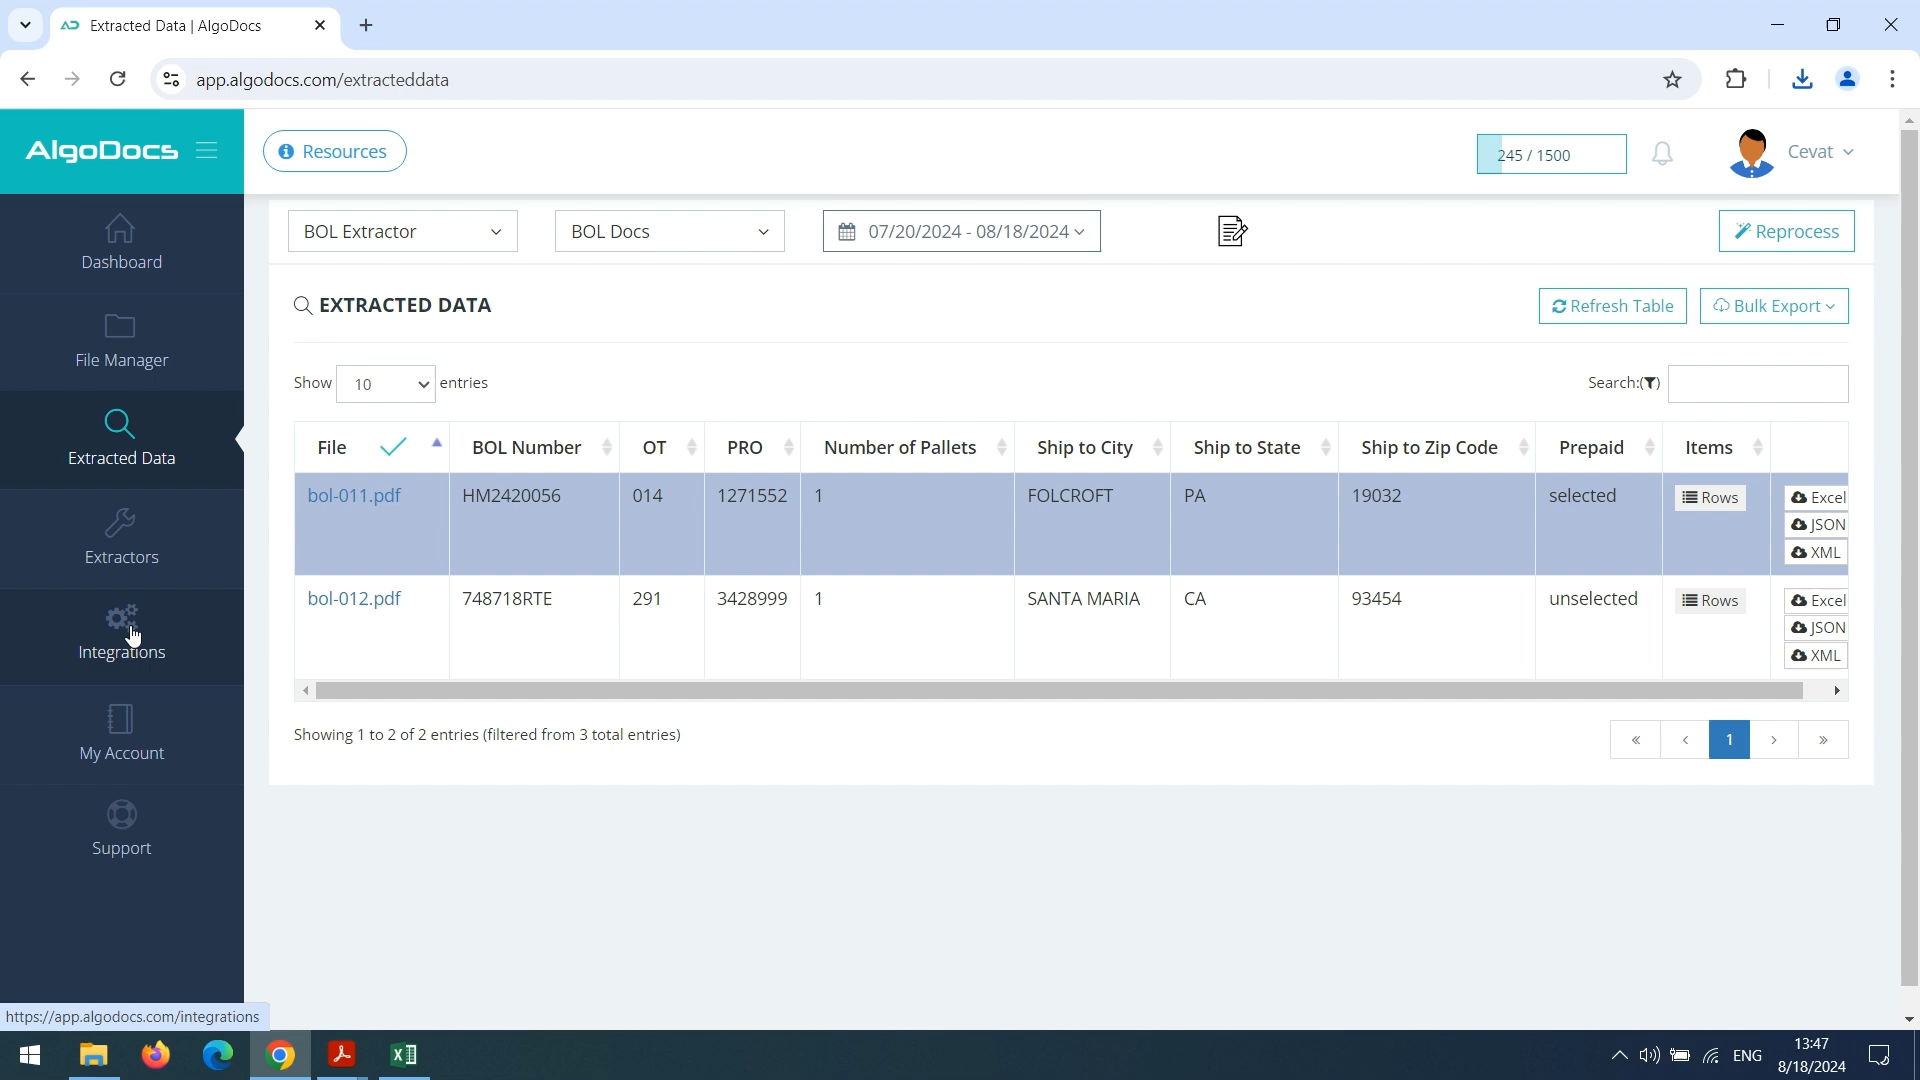 Extracted Data | AlgoDocs
app.algodocs.com/extracteddata
AlgoDocs
Resources
245 / 1500
Cevat
Dashboard
File Manager
Extracted Data
Extractors
Integrations
My Account
Support
BOL Extractor
BOL Docs
07/20/2024 - 08/18/2024
Reprocess
EXTRACTED DATA
Refresh Table
Bulk Export
Show 10 entries
Search:( )
File BOL Number OT PRO Number of Pallets Ship to City Ship to State Ship to Zip Code Prepaid Items
bol-011.pdf HM2420056 014 1271552 1 FOLCROFT PA 19032 selected Rows Excel
JSON
XML
bol-012.pdf 748718RTE 291 3428999 1 SANTA MARIA CA 93454 unselected Rows Excel
JSON
XML
Showing 1 to 2 of 2 entries (filtered from 3 total entries)
« ‹ 1 › »
https://app.algodocs.com/integrations
ENG
13:47
8/18/2024